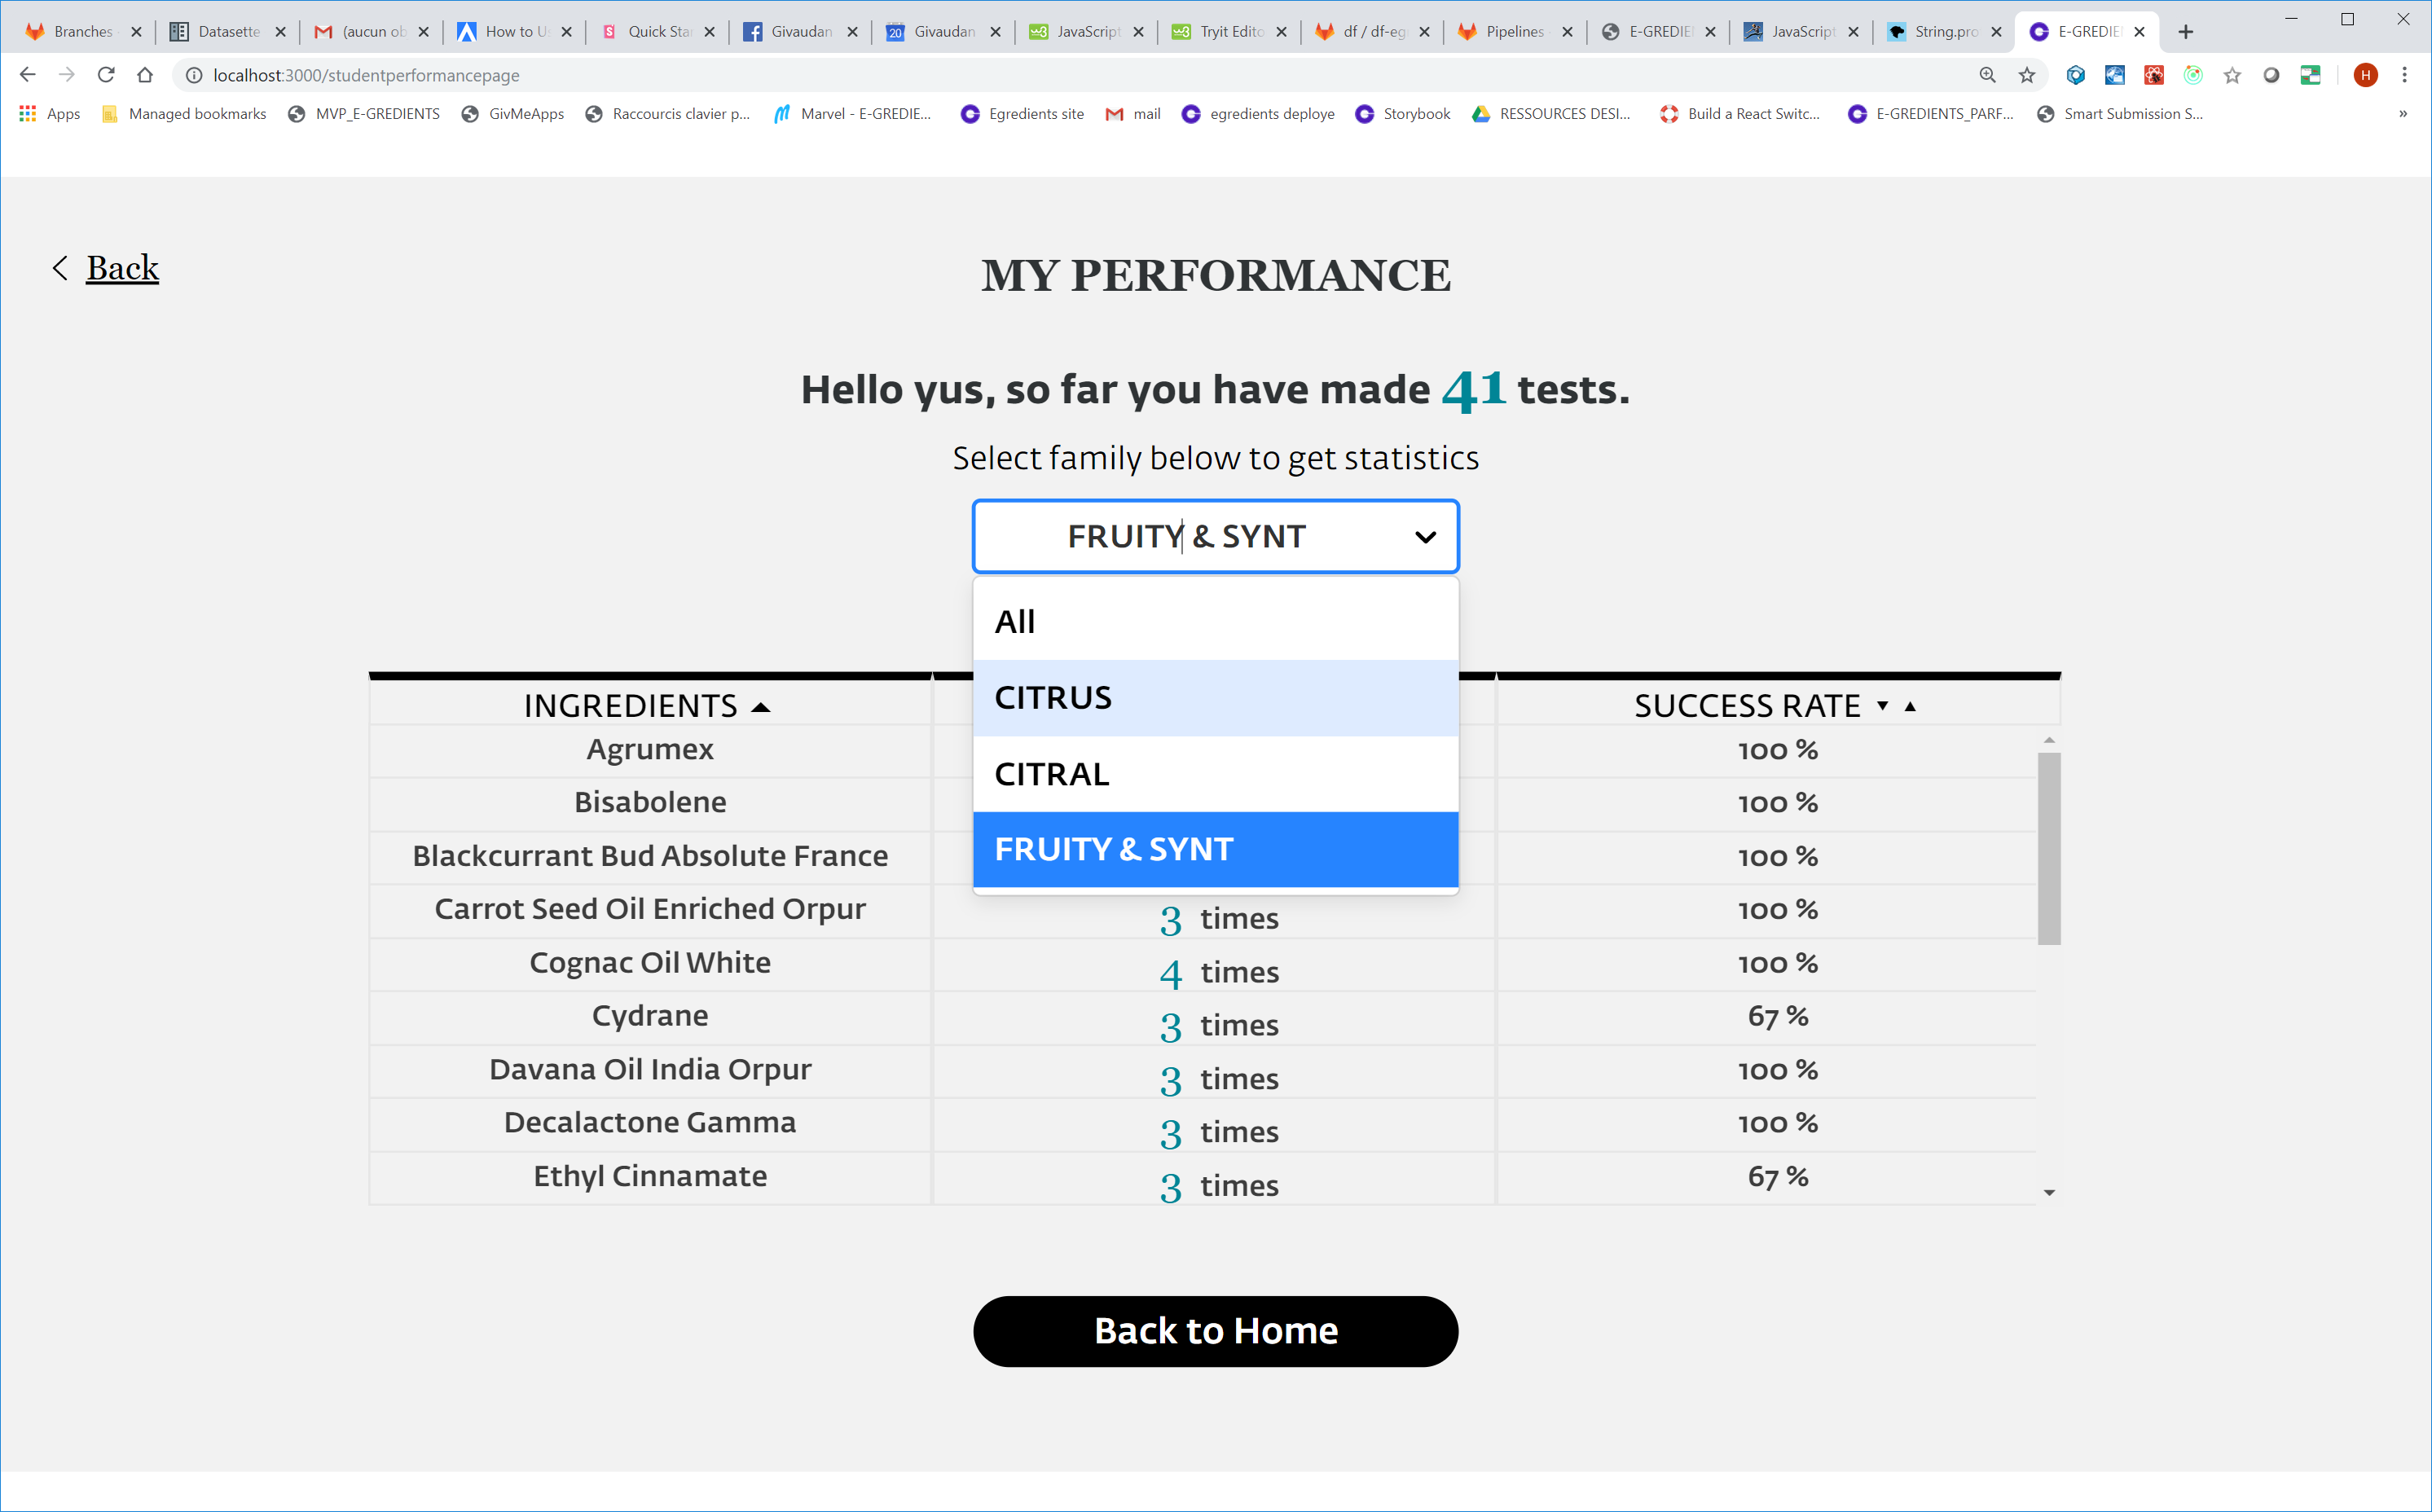 Branches Datasette (aucun ob How to U Quick Star Givaudan Givaudan JavaScript Tryit Edito df / df-eg Pipelines E-GREDIE JavaScript String.pro E-GREDIE
localhost:3000/studentperformancepage H
Apps Managed bookmarks MVP_E-GREDIENTS GivMeApps Raccourcis clavier p... Marvel - E-GREDIE... Egredients site mail egredients deploye Storybook RESSOURCES DESI... Build a React Switc... E-GREDIENTS_PARF... Smart Submission S... »
Back
MY PERFORMANCE
Hello yus, so far you have made 41 tests.
Select family below to get statistics
FRUITY & SYNT
All
CITRUS
CITRAL
FRUITY & SYNT
INGREDIENTS SUCCESS RATE
Agrumex 100 %
Bisabolene 100 %
Blackcurrant Bud Absolute France 100 %
Carrot Seed Oil Enriched Orpur 3 times 100 %
Cognac Oil White 4 times 100 %
Cydrane 3 times 67 %
Davana Oil India Orpur 3 times 100 %
Decalactone Gamma 3 times 100 %
Ethyl Cinnamate 3 times 67 %
Back to Home